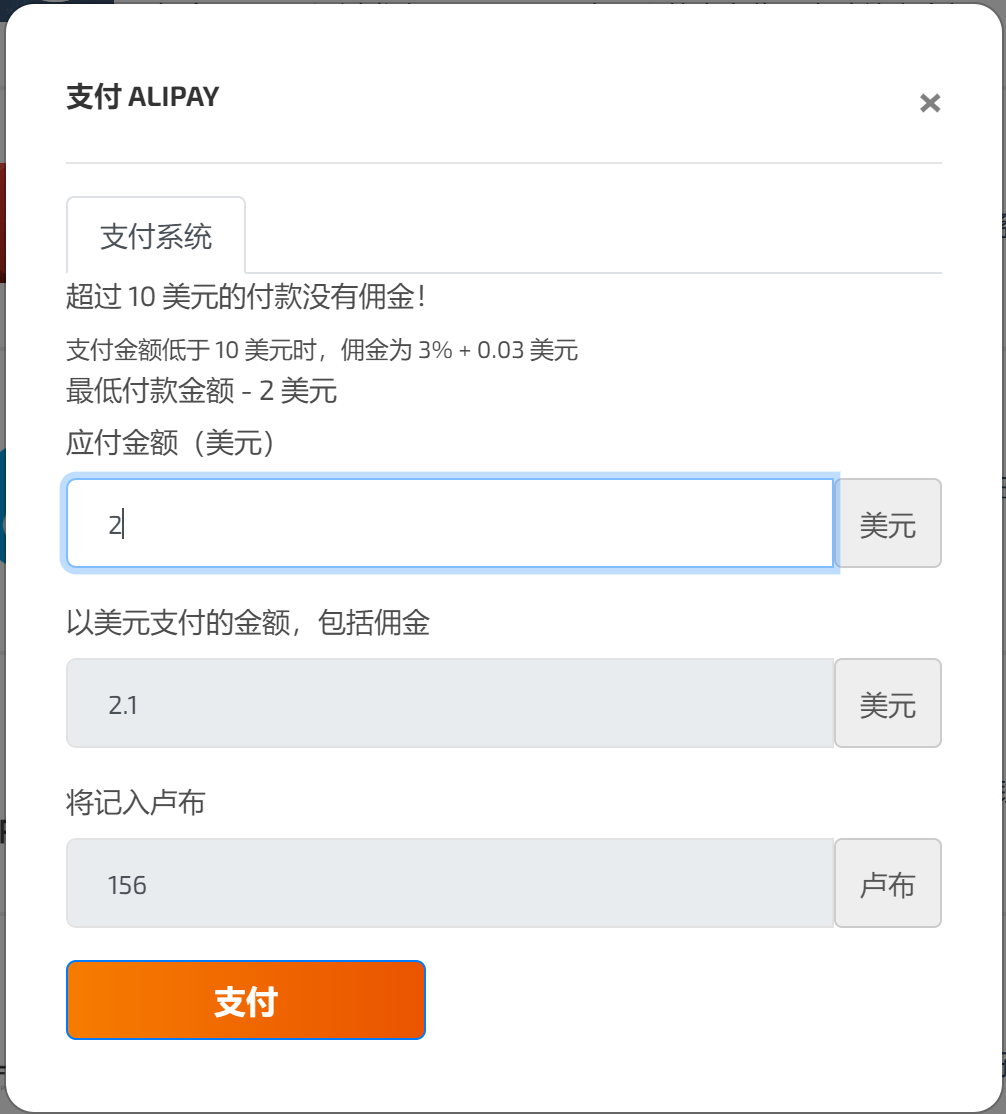 支付 ALIPAY
×
支付系统
超过 10 美元的付款没有佣金！
支付金额低于 10 美元时，佣金为 3% + 0.03 美元
最低付款金额 - 2 美元
应付金额（美元）
2
美元
以美元支付的金额，包括佣金
2.1
美元
将记入卢布
156
卢布
支付